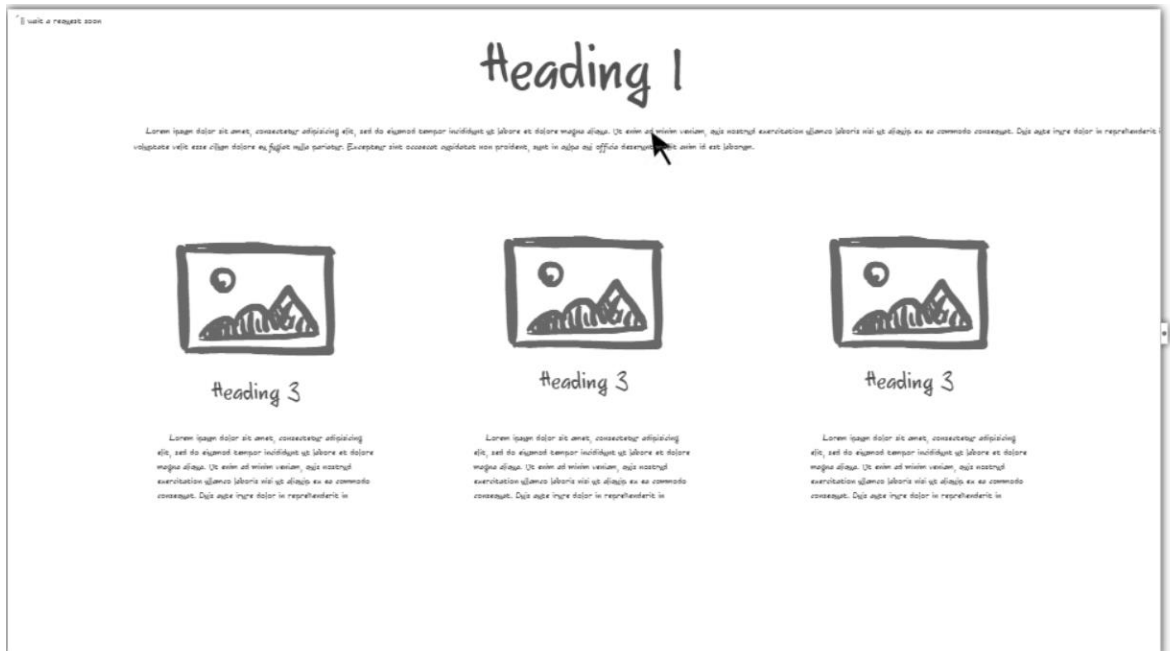 wait a request soon
Heading 1
Lorem ipsum dolor sit amet, consectetur adipisicing elit, sed do eiusmod tempor incididunt ut labore et dolore magna aliqua. Ut enim ad minim veniam, quis nostrud exercitation ullamco laboris nisi ut aliquip ex ea commodo consequat. Duis aute irure dolor in reprehenderit i
voluptate velit esse cillum dolore eu fugiat nulla pariatur. Excepteur sint occaecat cupidatat non proident, sunt in culpa qui officia deserunt anim id est laborum.
Heading 3
Lorem ipsum dolor sit amet, consectetur adipisicing
elit, sed do eiusmod tempor incididunt ut labore et dolore
magna aliqua. Ut enim ad minim veniam, quis nostrud
exercitation ullamco laboris nisi ut aliquip ex ea commodo
consequat. Duis aute irure dolor in reprehenderit in
Heading 3
Lorem ipsum dolor sit amet, consectetur adipisicing
elit, sed do eiusmod tempor incididunt ut labore et dolore
magna aliqua. Ut enim ad minim veniam, quis nostrud
exercitation ullamco laboris nisi ut aliquip ex ea commodo
consequat. Duis aute irure dolor in reprehenderit in
Heading 3
Lorem ipsum dolor sit amet, consectetur adipisicing
elit, sed do eiusmod tempor incididunt ut labore et dolore
magna aliqua. Ut enim ad minim veniam, quis nostrud
exercitation ullamco laboris nisi ut aliquip ex ea commodo
consequat. Duis aute irure dolor in reprehenderit in